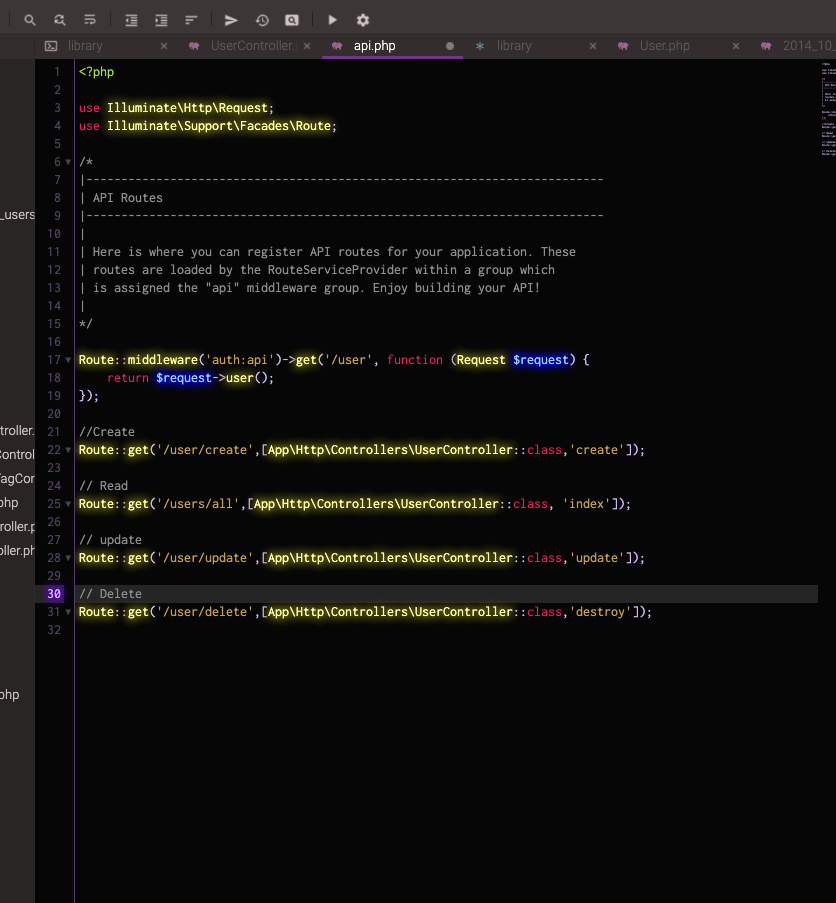 library
UserController.
api.php
library
User.php
2014_10_
_users
troller.
Control
TagCor
php
roller.p
oller.ph
php
1 <?php
2
3 use Illuminate\Http\Request;
4 use Illuminate\Support\Facades\Route;
5
6 /*
7 |--------------------------------------------------------------------------
8 | API Routes
9 |--------------------------------------------------------------------------
10 |
11 | Here is where you can register API routes for your application. These
12 | routes are loaded by the RouteServiceProvider within a group which
13 | is assigned the "api" middleware group. Enjoy building your API!
14 |
15 */
16
17 Route::middleware('auth:api')->get('/user', function (Request $request) {
18 return $request->user();
19 });
20
21 //Create
22 Route::get('/user/create',[App\Http\Controllers\UserController::class,'create']);
23
24 // Read
25 Route::get('/users/all',[App\Http\Controllers\UserController::class, 'index']);
26
27 // update
28 Route::get('/user/update',[App\Http\Controllers\UserController::class,'update']);
29
30 // Delete
31 Route::get('/user/delete',[App\Http\Controllers\UserController::class,'destroy']);
32